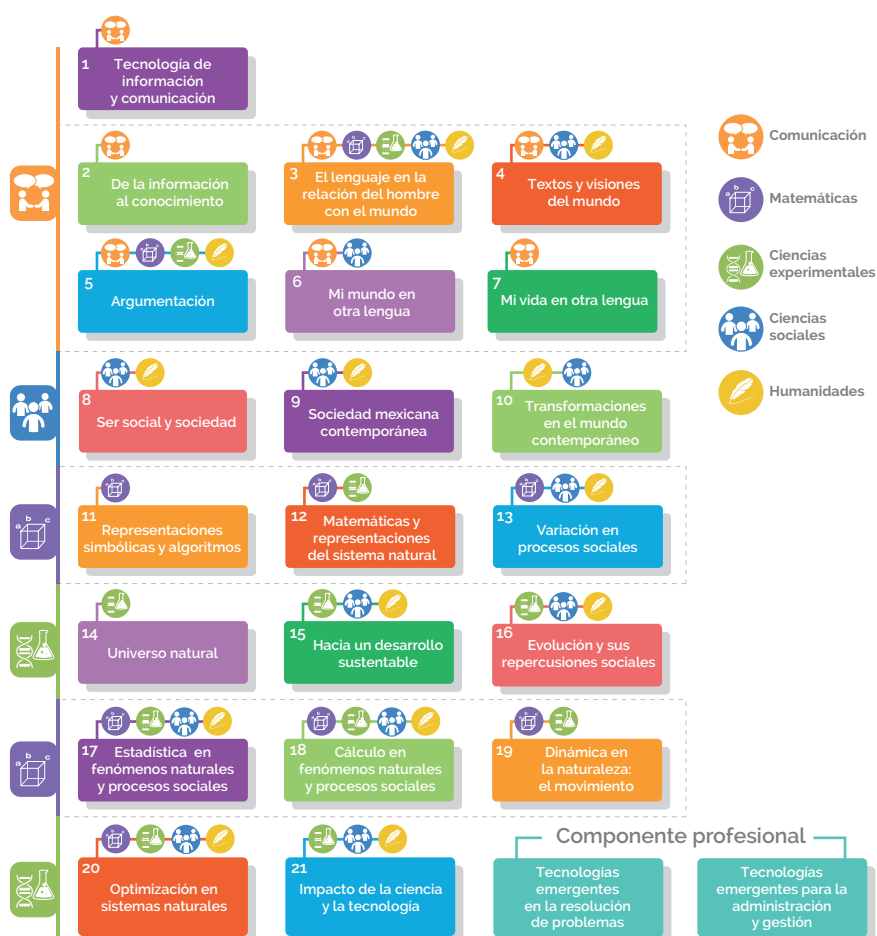 1
Tecnología de
información
y comunicación
2
De la información
al conocimiento
3
El lenguaje en la
relación del hombre
con el mundo
4
Textos y visiones
del mundo
5
Argumentación
6
Mi mundo en
otra lengua
7
Mi vida en otra lengua
8
Ser social y sociedad
9
Sociedad mexicana
contemporánea
10
Transformaciones
en el mundo
contemporáneo
11
Representaciones
simbólicas y algoritmos
12
Matemáticas y
representaciones
del sistema natural
13
Variación en
procesos sociales
14
Universo natural
15
Hacia un desarrollo
sustentable
16
Evolución y sus
repercusiones sociales
17
Estadística en
fenómenos naturales
y procesos sociales
18
Cálculo en
fenómenos naturales
y procesos sociales
19
Dinámica en
la naturaleza:
el movimiento
20
Optimización en
sistemas naturales
21
Impacto de la ciencia
y la tecnología
Componente profesional
Tecnologías
emergentes
en la resolución
de problemas
Tecnologías
emergentes para la
administración
y gestión
Comunicación
a b c
Matemáticas
Ciencias
experimentales
Ciencias
sociales
Humanidades
a b c
a b c